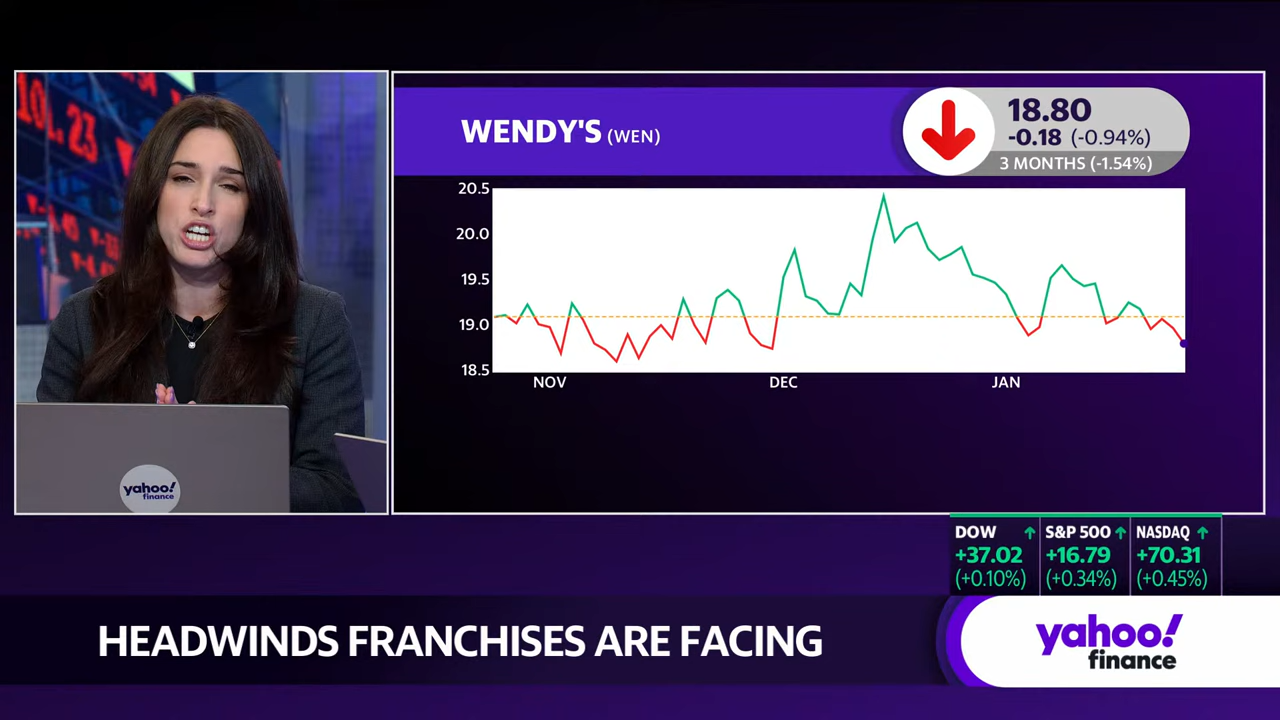 10
.23
WENDY'S (WEN)
18.80
-0.18 (-0.94%)
3 MONTHS (-1.54%)
20.5
20.0
19.5
19.0
18.5
NOV
DEC
JAN
yahoo!
finance
DOW
+37.02
(+0.10%)
S&P 500
+16.79
(+0.34%)
NASDAQ
+70.31
(+0.45%)
HEADWINDS FRANCHISES ARE FACING
yahoo!
finance